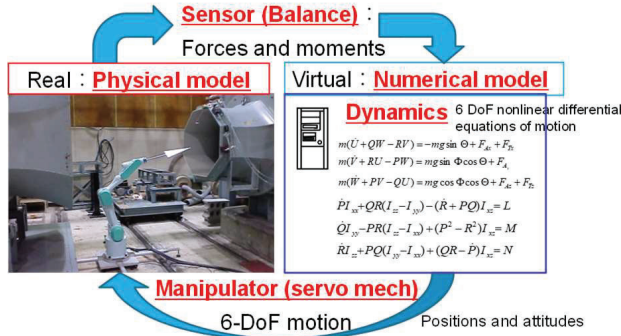 Sensor (Balance) :
Forces and moments
Real : Physical model
Virtual : Numerical model
Dynamics 6 DoF nonlinear differential
equations of motion
m(U̇+QW−RV)=−mg sin Θ+F_Ax+F_Tx
m(V̇+RU−PW)=mg sin Φ cos Θ+F_Ay
m(Ẇ+PV−QU)=mg cos Φ cos Θ+F_Az+F_Tz
ṖI_xx+QR(I_zz−I_yy)−(Ṙ+PQ)I_xz=L
Q̇I_yy−PR(I_zz−I_xx)+(P²−R²)I_xz=M
ṘI_zz+PQ(I_yy−I_xx)+(QR−Ṗ)I_xz=N
Manipulator (servo mech)
6-DoF motion
Positions and attitudes